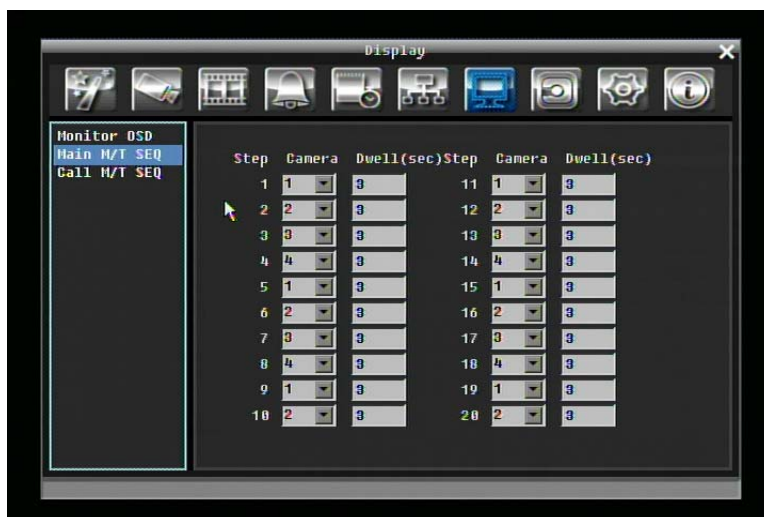 Display
Monitor OSD
Main M/T SEQ
Call M/T SEQ
Step Camera Dwell(sec)Step Camera Dwell(sec)
1 1 3 11 1 3
2 2 3 12 2 3
3 3 3 13 3 3
4 4 3 14 4 3
5 1 3 15 1 3
6 2 3 16 2 3
7 3 3 17 3 3
8 4 3 18 4 3
9 1 3 19 1 3
10 2 3 20 2 3